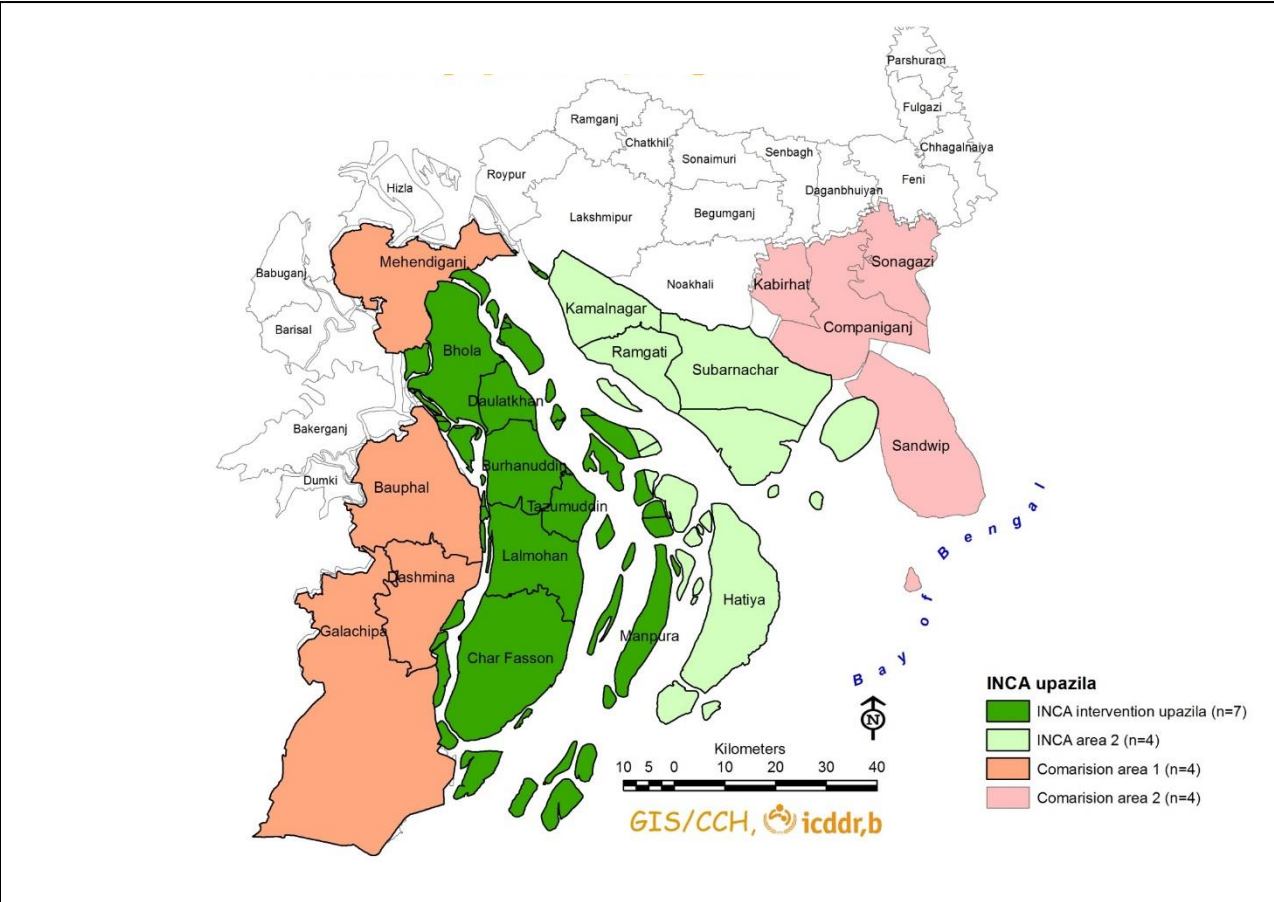 Parshuram
Fulgazi
Chhagalnaiya
Feni
Ramganj
Chatkhil
Sonaimuri
Senbagh
Daganbhuiyan
Roypur
Hizla
Lakshmipur
Begumganj
Noakhali
Babuganj
Barisal
Bakerganj
Dumki
Mehendiganj
Sonagazi
Kabirhat
Companiganj
Sandwip
Kamalnagar
Ramgati
Subarnachar
Hatiya
Bhola
Daulatkhan
Burhanuddin
Tazumuddin
Lalmohan
Char Fasson
Manpura
Bauphal
Dashmina
Galachipa
Bay of Bengal
N
INCA upazila
INCA intervention upazila (n=7)
INCA area 2 (n=4)
Comarision area 1 (n=4)
Comarision area 2 (n=4)
Kilometers
10 5 0 10 20 30 40
GIS/CCH, icddr,b